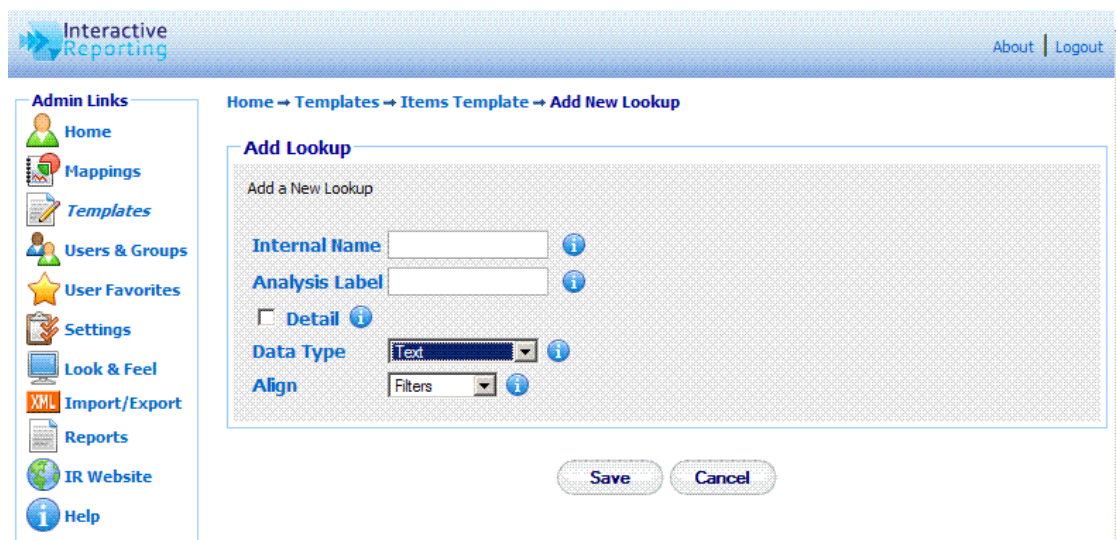 Interactive
Reporting
About | Logout
Admin Links
Home
Mappings
Templates
Users & Groups
User Favorites
Settings
Look & Feel
XML Import/Export
Reports
IR Website
Help
Home → Templates → Items Template → Add New Lookup
Add Lookup
Add a New Lookup
Internal Name
Analysis Label
Detail
Data Type Text
Align Filters
Save Cancel